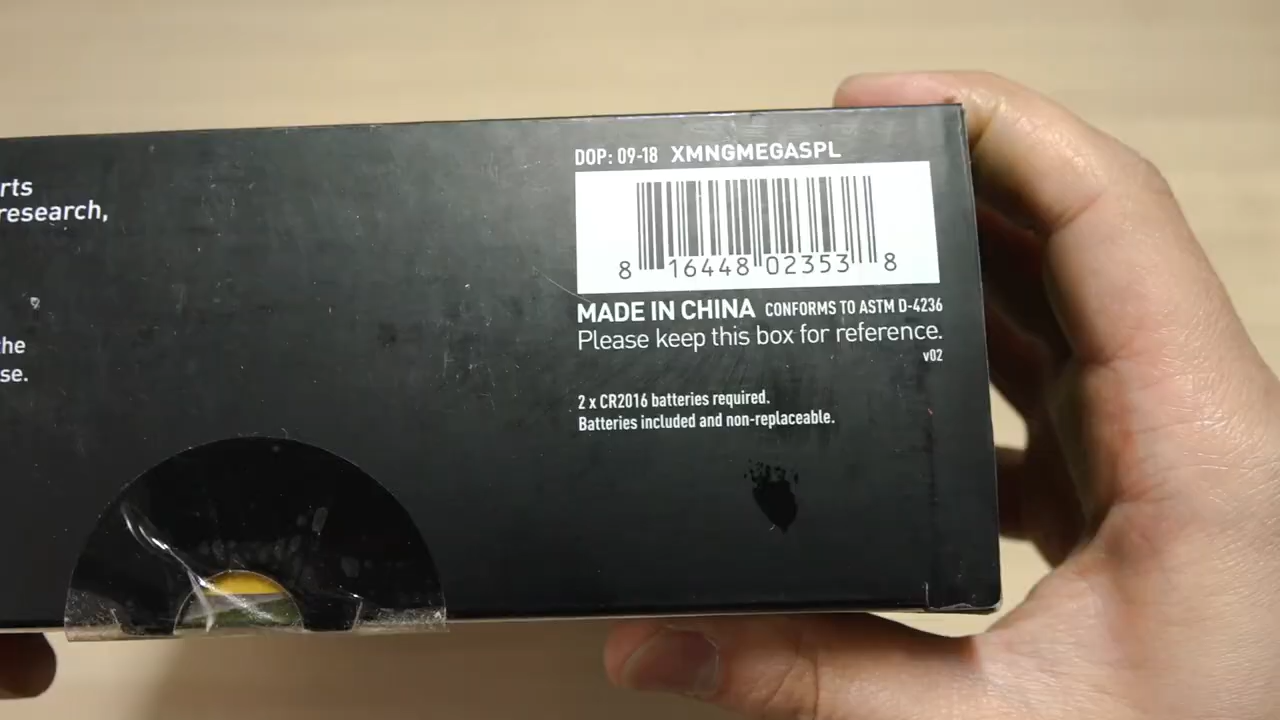 rts
research,
he
se.
DOP: 09-18 XMNGMEGASPL
8 16448 02353 8
MADE IN CHINA CONFORMS TO ASTM D-4236
Please keep this box for reference.
v02
2 x CR2016 batteries required.
Batteries included and non-replaceable.